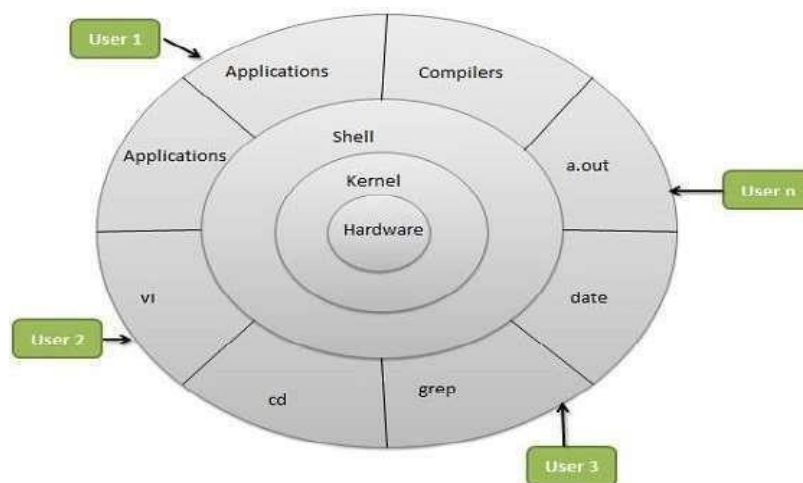 User 1
Applications
Compilers
Shell
Applications
a.out
Kernel
User n
Hardware
vi
date
User 2
cd
grep
User 3